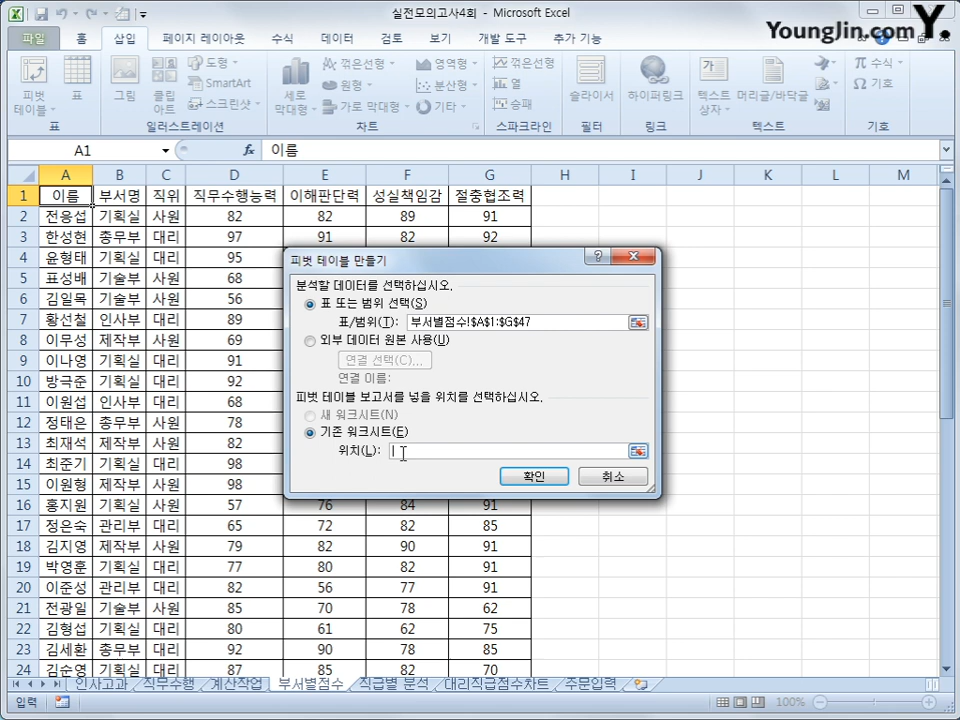 실전모의고사4회 - Microsoft Excel
Younglin.com Y.
파일 홈 삽입 페이지 레이아웃 수식 데이터 검토 보기 개발 도구 추가 기능
피벗 테이블 표 그림 클립 아트 도형 SmartArt 스크린샷 세로 막대형 꺾은선형 원형 가로 막대형 영역형 분산형 기타 꺾은선형 열 승패 슬라이서 하이퍼링크 텍스트 상자 머리글/바닥글 수식 기호
표 일러스트레이션 차트 스파크라인 필터 링크 텍스트 기호
A1 fx 이름
A B C D E F G H I J K L M
1 이름 부서명 직위 직무수행능력 이해판단력 성실책임감 절충협조력
2 전응섭 기획실 사원 82 82 89 91
3 한성현 총무부 대리 97 91 82 92
4 윤형태 기획실 대리 95
5 표성배 기술부 사원 68
6 김일목 기술부 사원 56
7 황선철 인사부 대리 89
8 이무성 제작부 사원 69
9 이나영 기획실 대리 91
10 방극준 기획실 대리 92
11 이원섭 인사부 대리 68
12 정태은 총무부 사원 78
13 최재석 제작부 사원 82
14 최준기 기획실 대리 98
15 이원형 제작부 사원 98
16 홍지원 기획실 사원 57 76 84 91
17 정은숙 관리부 대리 65 72 82 85
18 김지영 제작부 사원 79 82 90 91
19 박영훈 기획실 대리 77 80 82 91
20 이준성 관리부 대리 82 56 77 91
21 전광일 기술부 사원 85 70 78 62
22 김형섭 기획실 대리 80 61 62 75
23 김세환 총무부 대리 92 90 78 85
24 김순영 기획실 대리 87 85 82 70
피벗 테이블 만들기
분석할 데이터를 선택하십시오.
표 또는 범위 선택(S)
표/범위(T): 부서별점수!$A$1:$G$47
외부 데이터 원본 사용(U)
연결 선택(C)...
연결 이름:
피벗 테이블 보고서를 넣을 위치를 선택하십시오.
새 워크시트(N)
기존 워크시트(E)
위치(L):
확인 취소
인사고과 직무수행 계산작업 부서별점수 직급별 분석 대리직급점수차트 주문입력
입력 100%